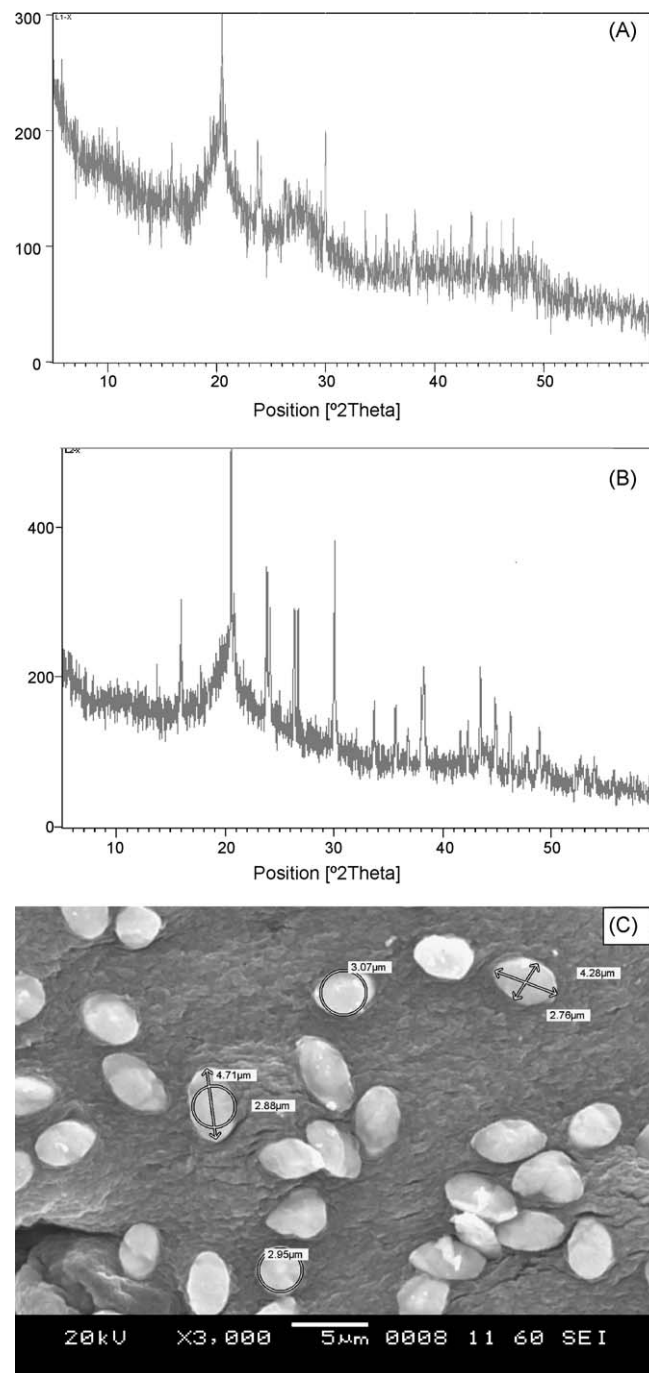 300
L1-X
(A)
200
100
0
10 20 30 40 50
Position [º2Theta]
L2-X
(B)
400
200
0
10 20 30 40 50
Position [º2Theta]
(C)
3.07µm
4.28µm
2.76µm
4.71µm
2.88µm
2.95µm
20kV X3,000 5µm 0008 11 60 SEI